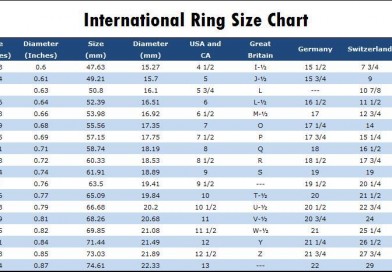 International Ring Size Chart
Diameter (Inches) Size (mm) Diameter (mm) USA and CA Great Britain Germany Switzerland
0.6 47.63 15.27 4 1/2 I-½ 15 1/2 7 3/4
0.61 49.21 15.7 5 J-½ 15 3/4 9
0.63 50.8 16.1 5 3/4 L --- 10 7/8
0.64 52.39 16.51 6 L-½ 16 1/2 11 1/2
0.66 53.98 16.92 6 1/2 M-½ 17 12 3/4
0.68 55.56 17.35 7 O 17 1/4 14
0.69 57.15 17.75 7 1/2 P 17 3/4 15 1/4
0.71 58.74 18.19 8 Q 18 16 1/2
0.72 60.33 18.53 8 1/2 R 18 1/2 17 3/4
0.74 61.91 18.89 9 S 19 19
0.76 63.5 19.41 9 1/2 --- 19 1/2 20 1/4
0.77 65.09 19.84 10 T-½ 20 21 1/2
0.79 66.68 20.2 10 1/2 U-½ 20 1/2 22 3/4
0.81 68.26 20.68 11 V-½ 20 3/4 24
0.82 69.85 21.08 11 1/2 W-½ 21 25 1/4
0.84 71.44 21.49 12 Y 21 1/4 26 1/2
0.85 73.03 21.89 12 1/2 Z 21 3/4 27 3/4
0.87 74.61 22.33 13 --- 22 29